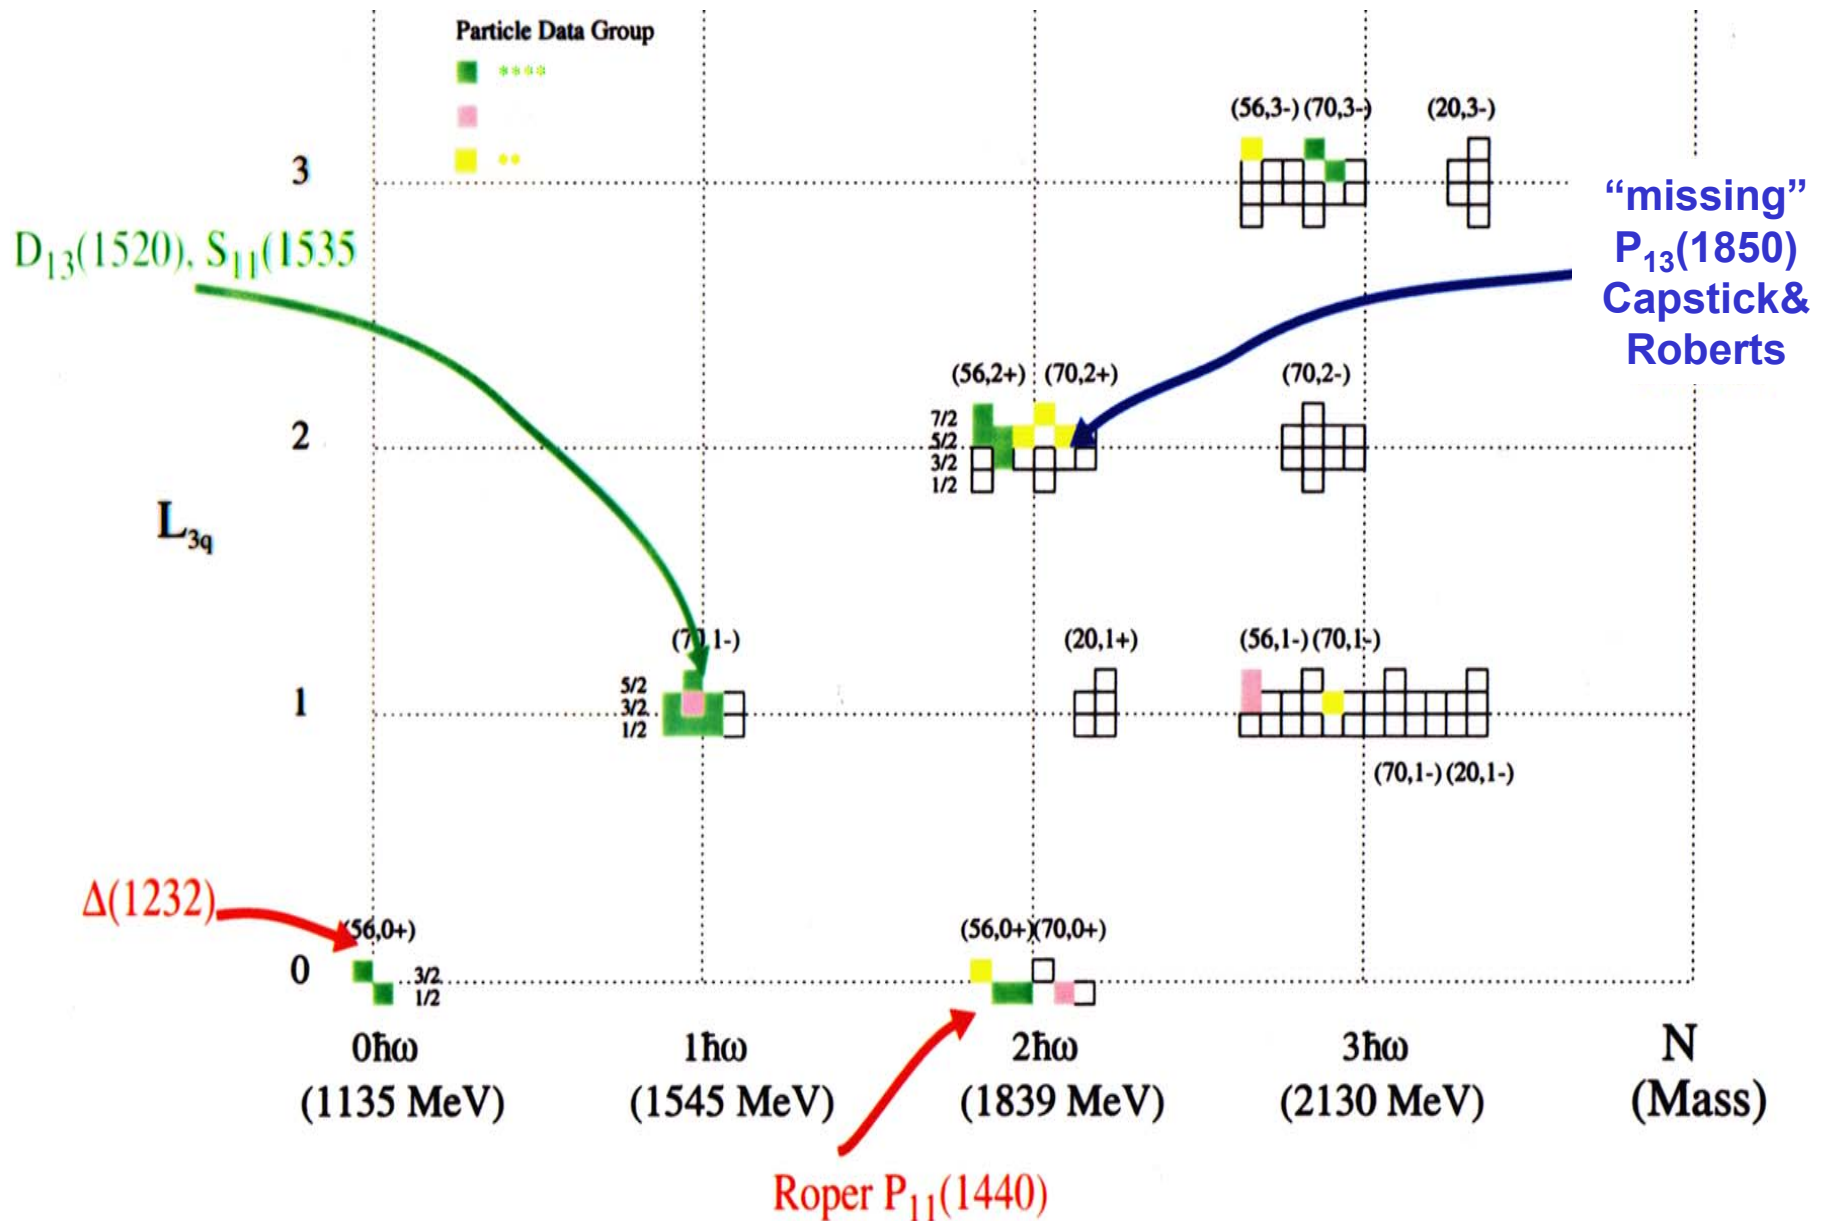 Particle Data Group
****
**
(56,3-) (70,3-) (20,3-)
3
"missing"
P13(1850)
Capstick&
Roberts
D13(1520), S11(1535
(56,2+) (70,2+) (70,2-)
7/2
5/2
2
3/2
1/2
L3q
(70,1-) (20,1+) (56,1-) (70,1-)
5/2
1
3/2
1/2
(70,1-) (20,1-)
Δ(1232)
(56,0+) (56,0+)(70,0+)
0
3/2
1/2
0ħω 1ħω 2ħω 3ħω N
(1135 MeV) (1545 MeV) (1839 MeV) (2130 MeV) (Mass)
Roper P11(1440)